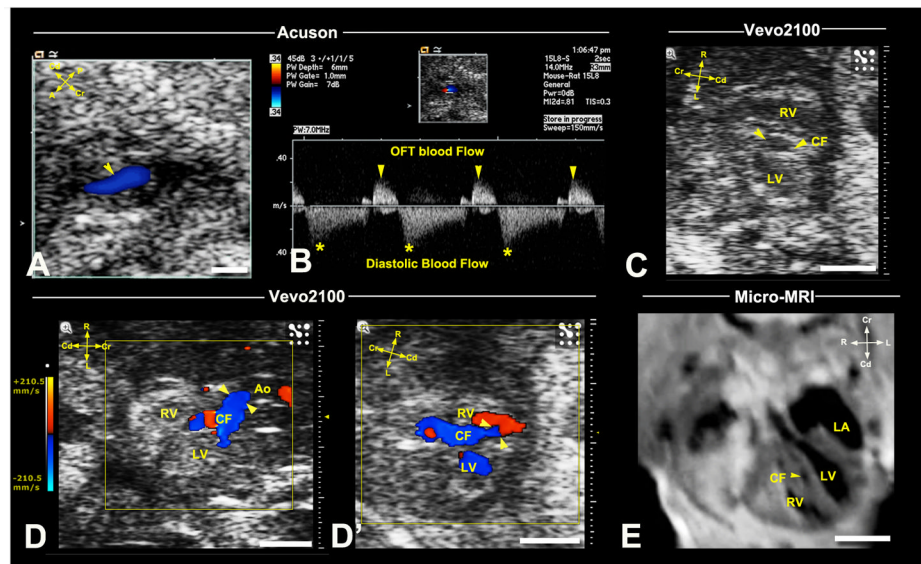 Acuson
Vevo2100
Cr
A
A
.34
.34
45dB 3 •/+1/1/5
PW Depth= 6mm
PW Gate= 1.0mm
PW Gain= 7dB
1:06:47 pm
15L8-S 2sec
14.0MHz 83mm
Mouse-Rat 15L8
General
Pwr=0dB
MI2d=.81 TIS=0.3
Store in progress
Sweep=150mm/s
PW:7.0MHz
OFT blood Flow
.40
m/s
.40
* * *
Diastolic Blood Flow
B
R
Cr Cd
L
RV
CF
LV
C
Vevo2100
Micro-MRI
+210.5
mm/s
-210.5
mm/s
R
Cd Cr
L
Ao
RV
CF
LV
D
R
Cr Cd
L
RV
CF
LV
D'
Cr
R L
Cd
LA
CF LV
RV
E